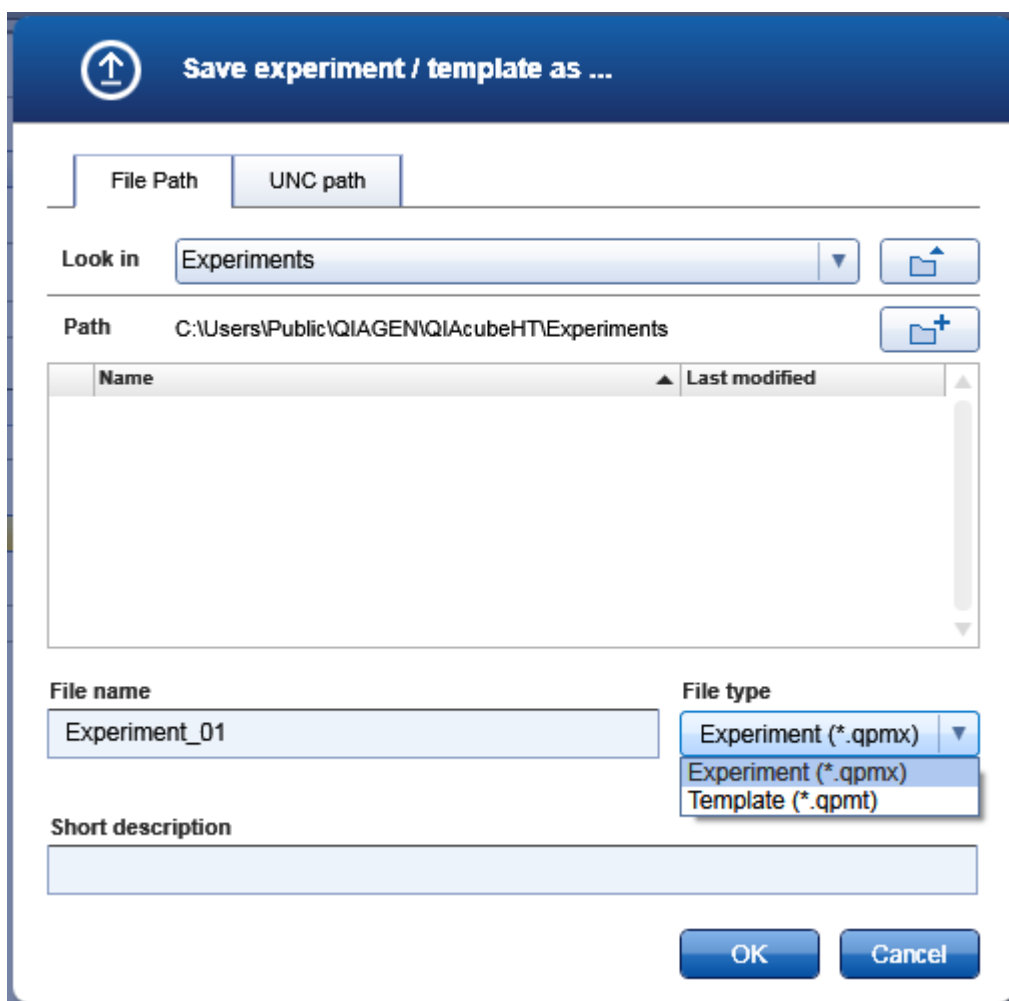 Save experiment / template as ...
File Path
UNC path
Look in
Experiments
Path
C:\Users\Public\QIAGEN\QIAcubeHT\Experiments
Name
Last modified
File name
File type
Experiment_01
Experiment (*.qpmx)
Experiment (*.qpmx)
Template (*.qpmt)
Short description
OK
Cancel